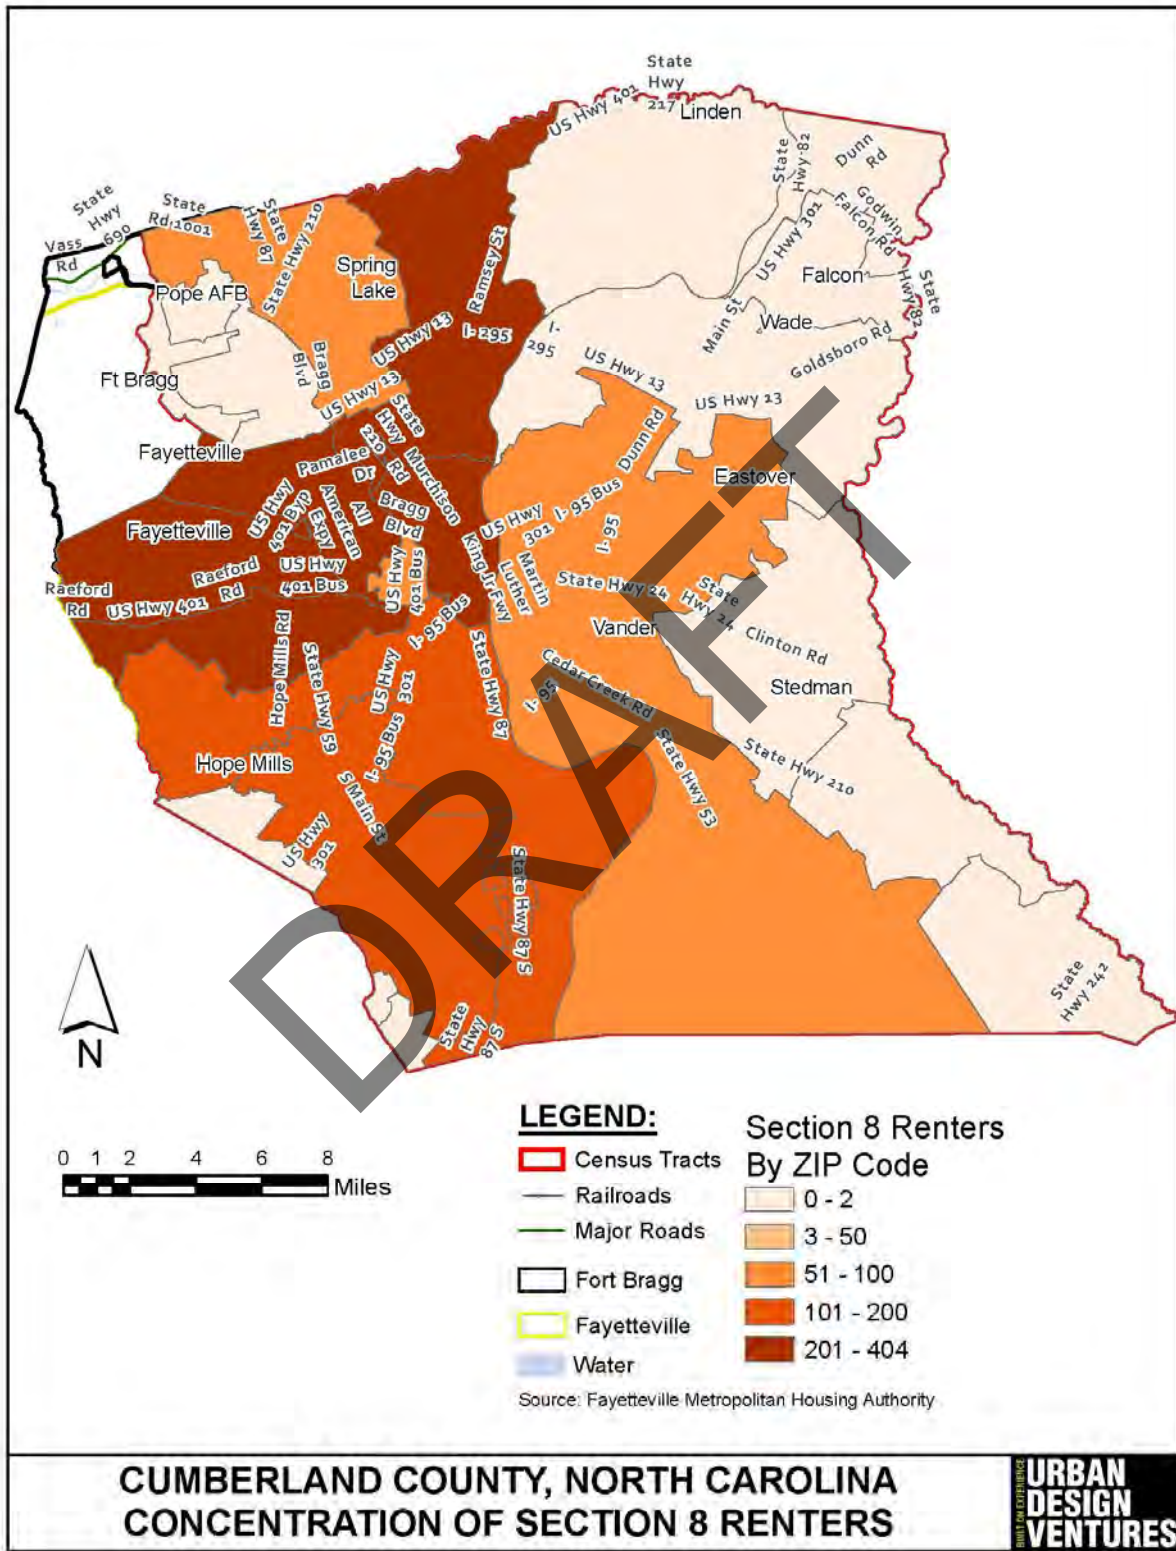 State
Hwy
217
US Hwy 401
Linden
State
Hwy 82
Dunn
Rd
State
Hwy
690
Vass
Rd
State
Rd 1001
State
Hwy 87
State Hwy 210
Spring
Lake
Ramsey St
US Hwy 301
Godwin
Falcon Rd
Falcon
State
Hwy 82
Pope AFB
Main St
Wade
Goldsboro Rd
I- 295
I-
295
US Hwy 13
US Hwy 13
US Hwy 13
US Hwy 13
Ft Bragg
Bragg
Blvd
Fayetteville
State
Hwy
210
Murchison
Rd
Pamalee
Dr
Dunn Rd
Eastover
US Hwy
401 Byp
All
American
Expy
Bragg
Blvd
US Hwy
301
I- 95 Bus
I- 95
Fayetteville
Raeford
Rd
US Hwy 401
Raeford
Rd
US Hwy
401 Bus
US Hwy
401 Bus
Martin
Luther
King Jr Fwy
State Hwy 24
State
Hwy 24
Clinton Rd
Vander
Stedman
I- 95 Bus
Hope Mills Rd
State Hwy 59
US Hwy
301
I- 95 Bus
State Hwy 87
Cedar Creek Rd
I- 95
State Hwy 53
State Hwy 210
Hope Mills
S Main St
US Hwy
301
State Hwy 87 S
State
Hwy
87 S
State
Hwy 242
DRAFT
N
0 1 2 4 6 8
Miles
LEGEND:
Census Tracts
Railroads
Major Roads
Fort Bragg
Fayetteville
Water
Section 8 Renters
By ZIP Code
0 - 2
3 - 50
51 - 100
101 - 200
201 - 404
Source: Fayetteville Metropolitan Housing Authority
CUMBERLAND COUNTY, NORTH CAROLINA
CONCENTRATION OF SECTION 8 RENTERS
BUILT ON EXPERIENCE
URBAN
DESIGN
VENTURES